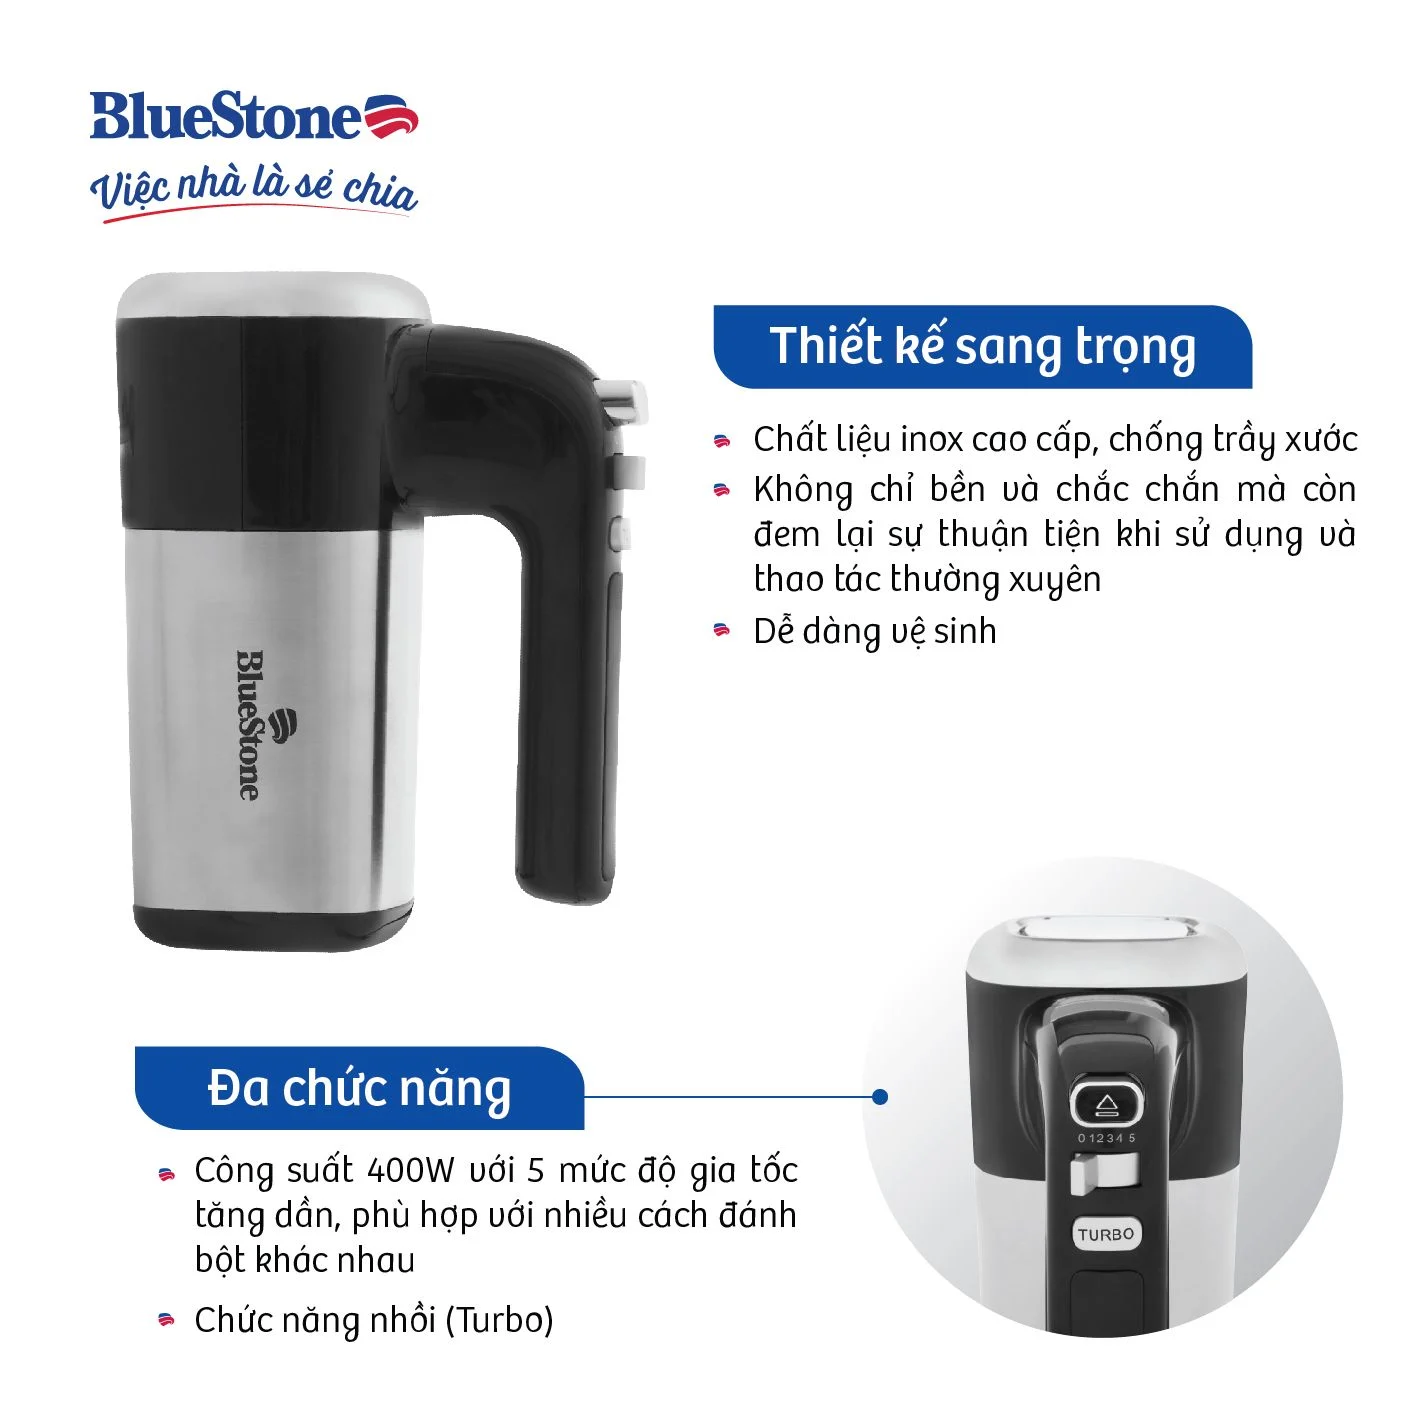 BlueStone
Việc nhà là sẻ chia
Thiết kế sang trọng
Chất liệu inox cao cấp, chống trầy xước
Không chỉ bền và chắc chắn mà còn
đem lại sự thuận tiện khi sử dụng và
thao tác thường xuyên
Dễ dàng vệ sinh
BlueStone
Đa chức năng
Công suất 400W với 5 mức độ gia tốc
tăng dần, phù hợp với nhiều cách đánh
bột khác nhau
Chức năng nhồi (Turbo)
0 1 2 3 4 5
TURBO